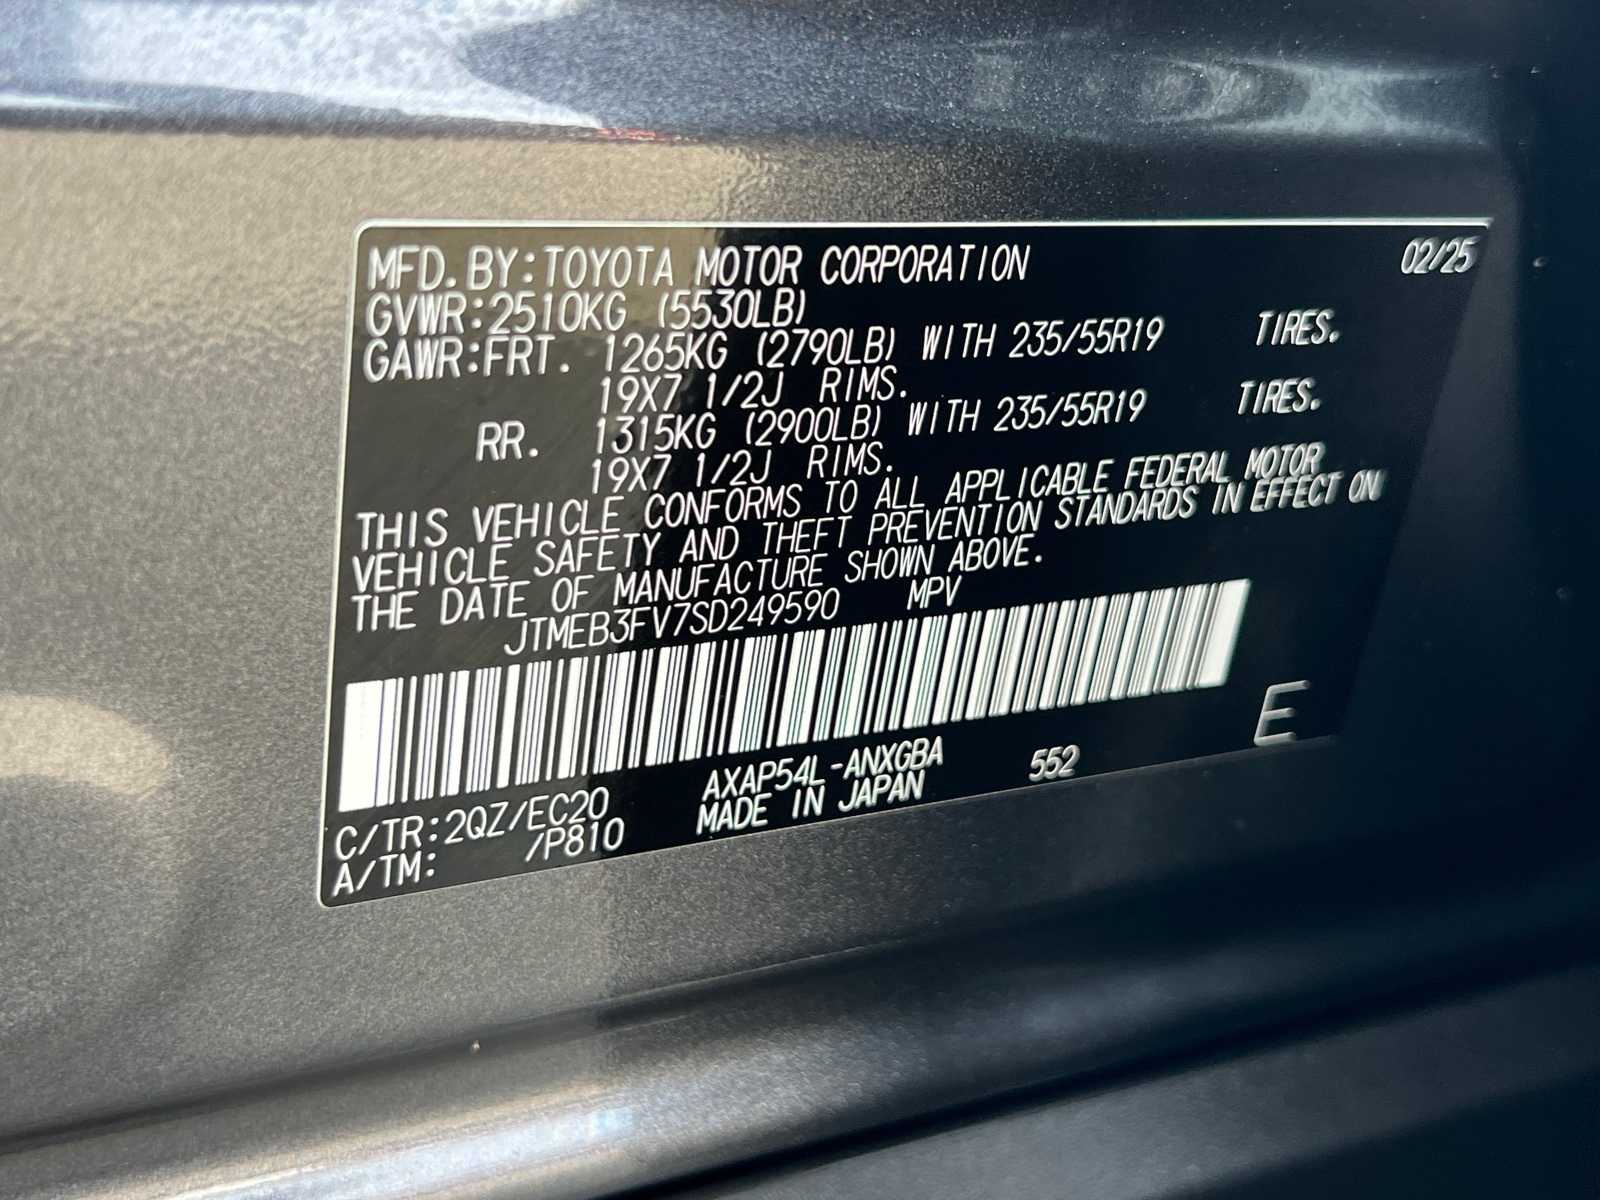 MFD. BY: TOYOTA MOTOR CORPORATION 02/25
GVWR: 2510KG (5530LB)
GAWR: FRT. 1265KG (2790LB) WITH 235/55R19 TIRES.
19X7 1/2J RIMS.
RR. 1315KG (2900LB) WITH 235/55R19 TIRES.
19X7 1/2J RIMS.
THIS VEHICLE CONFORMS TO ALL APPLICABLE FEDERAL MOTOR
VEHICLE SAFETY AND THEFT PREVENTION STANDARDS IN EFFECT ON
THE DATE OF MANUFACTURE SHOWN ABOVE.
JTMEB3FV7SD249590 MPV
E
C/TR: 2QZ/EC20 AXAP54L-ANXGBA 552
A/TM: /P810 MADE IN JAPAN